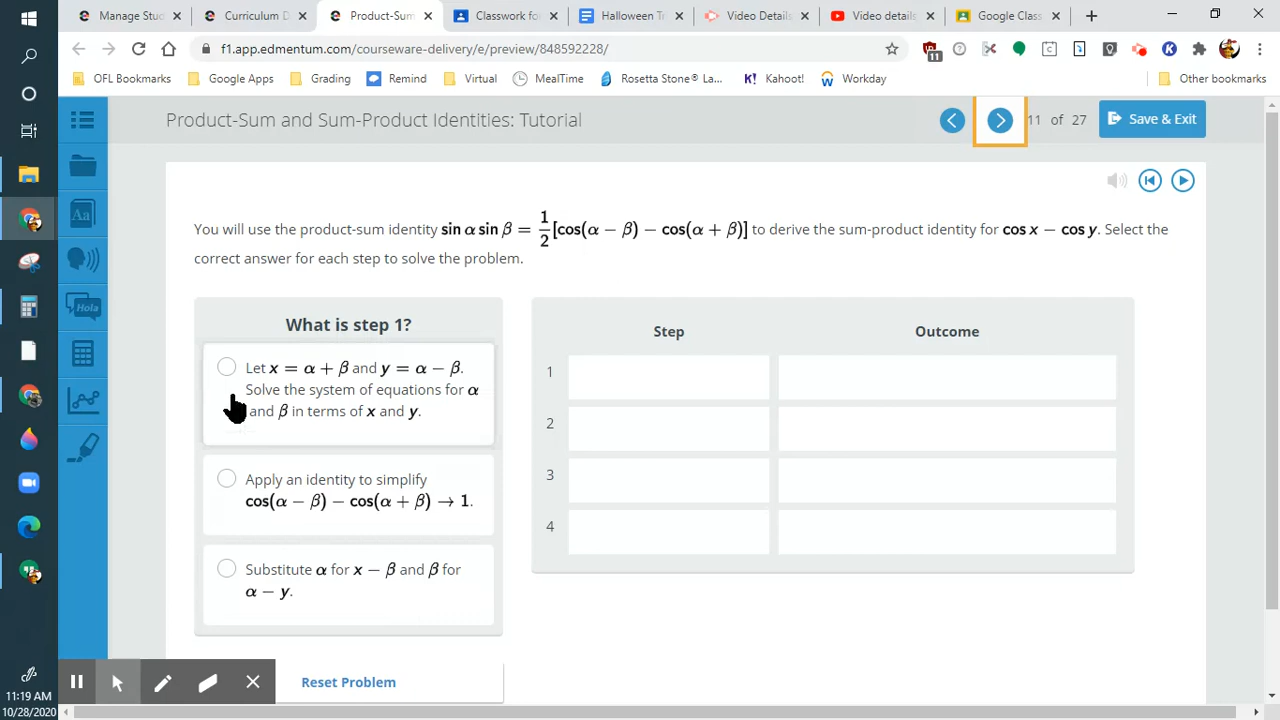 Manage Stud
Curriculum D
Product-Sum
Classwork for
Halloween Tr
Video Details
Video details
Google Class
f1.app.edmentum.com/courseware-delivery/e/preview/848592228/
11
OFL Bookmarks
Google Apps
Grading
Remind
Virtual
MealTime
Rosetta Stone® La...
Kahoot!
Workday
Other bookmarks
Product-Sum and Sum-Product Identities: Tutorial
11 of 27
Save & Exit
You will use the product-sum identity sin α sin β = 1/2 [cos(α − β) − cos(α + β)] to derive the sum-product identity for cos x − cos y. Select the
correct answer for each step to solve the problem.
What is step 1?
Let x = α + β and y = α − β.
Solve the system of equations for α
and β in terms of x and y.
Apply an identity to simplify
cos(α − β) − cos(α + β) → 1.
Substitute α for x − β and β for
α − y.
Step
Outcome
1
2
3
4
Reset Problem
Aa
Hola
11:19 AM
10/28/2020